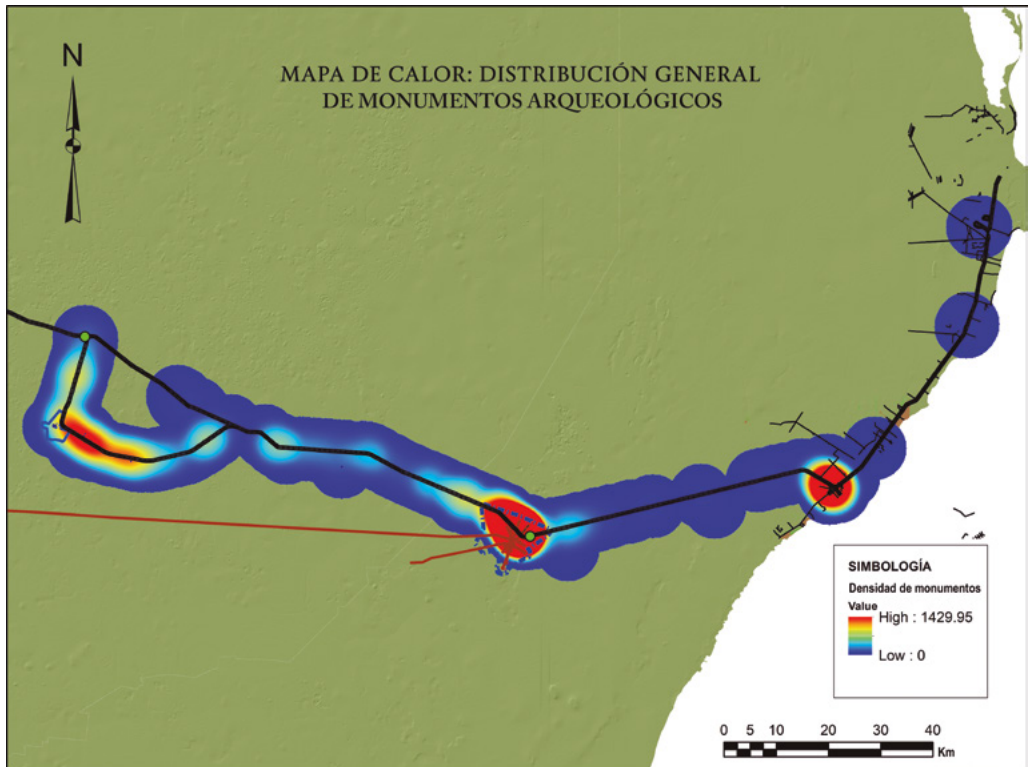 MAPA DE CALOR: DISTRIBUCIÓN GENERAL
DE MONUMENTOS ARQUEOLÓGICOS
N
SIMBOLOGÍA
Densidad de monumentos
Value
High : 1429.95
Low : 0
0 5 10 20 30 40
Km